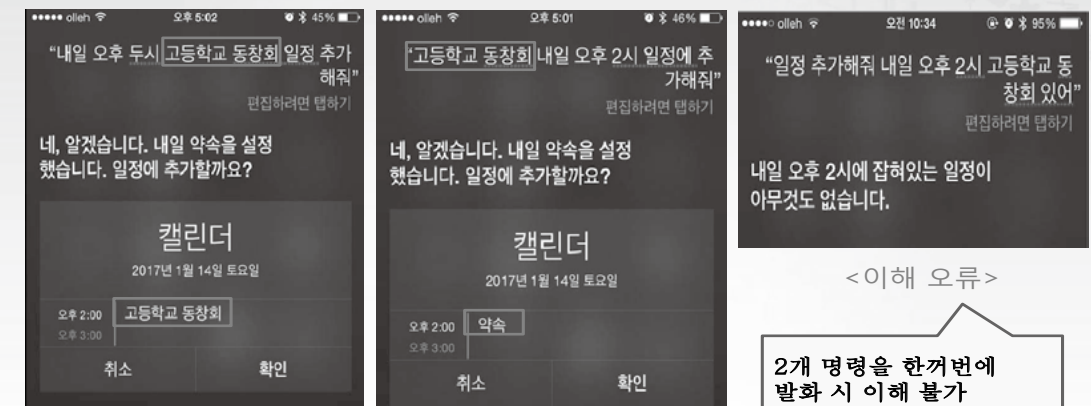 ●●●●● olleh 오후 5:02 45%
“내일 오후 두시 고등학교 동창회 일정 추가
해줘”
편집하려면 탭하기
네, 알겠습니다. 내일 약속을 설정
했습니다. 일정에 추가할까요?
캘린더
2017년 1월 14일 토요일
오후 2:00 고등학교 동창회
오후 3:00
취소 확인
●●●●● olleh 오후 5:01 46%
‘고등학교 동창회 내일 오후 2시 일정에 추
가해줘”
편집하려면 탭하기
네, 알겠습니다. 내일 약속을 설정
했습니다. 일정에 추가할까요?
캘린더
2017년 1월 14일 토요일
오후 2:00 약속
오후 3:00
취소 확인
●●●●○ olleh 오전 10:34 95%
“일정 추가해줘 내일 오후 2시 고등학교 동
창회 있어”
편집하려면 탭하기
내일 오후 2시에 잡혀있는 일정이
아무것도 없습니다.
<이해 오류>
2개 명령을 한꺼번에
발화 시 이해 불가